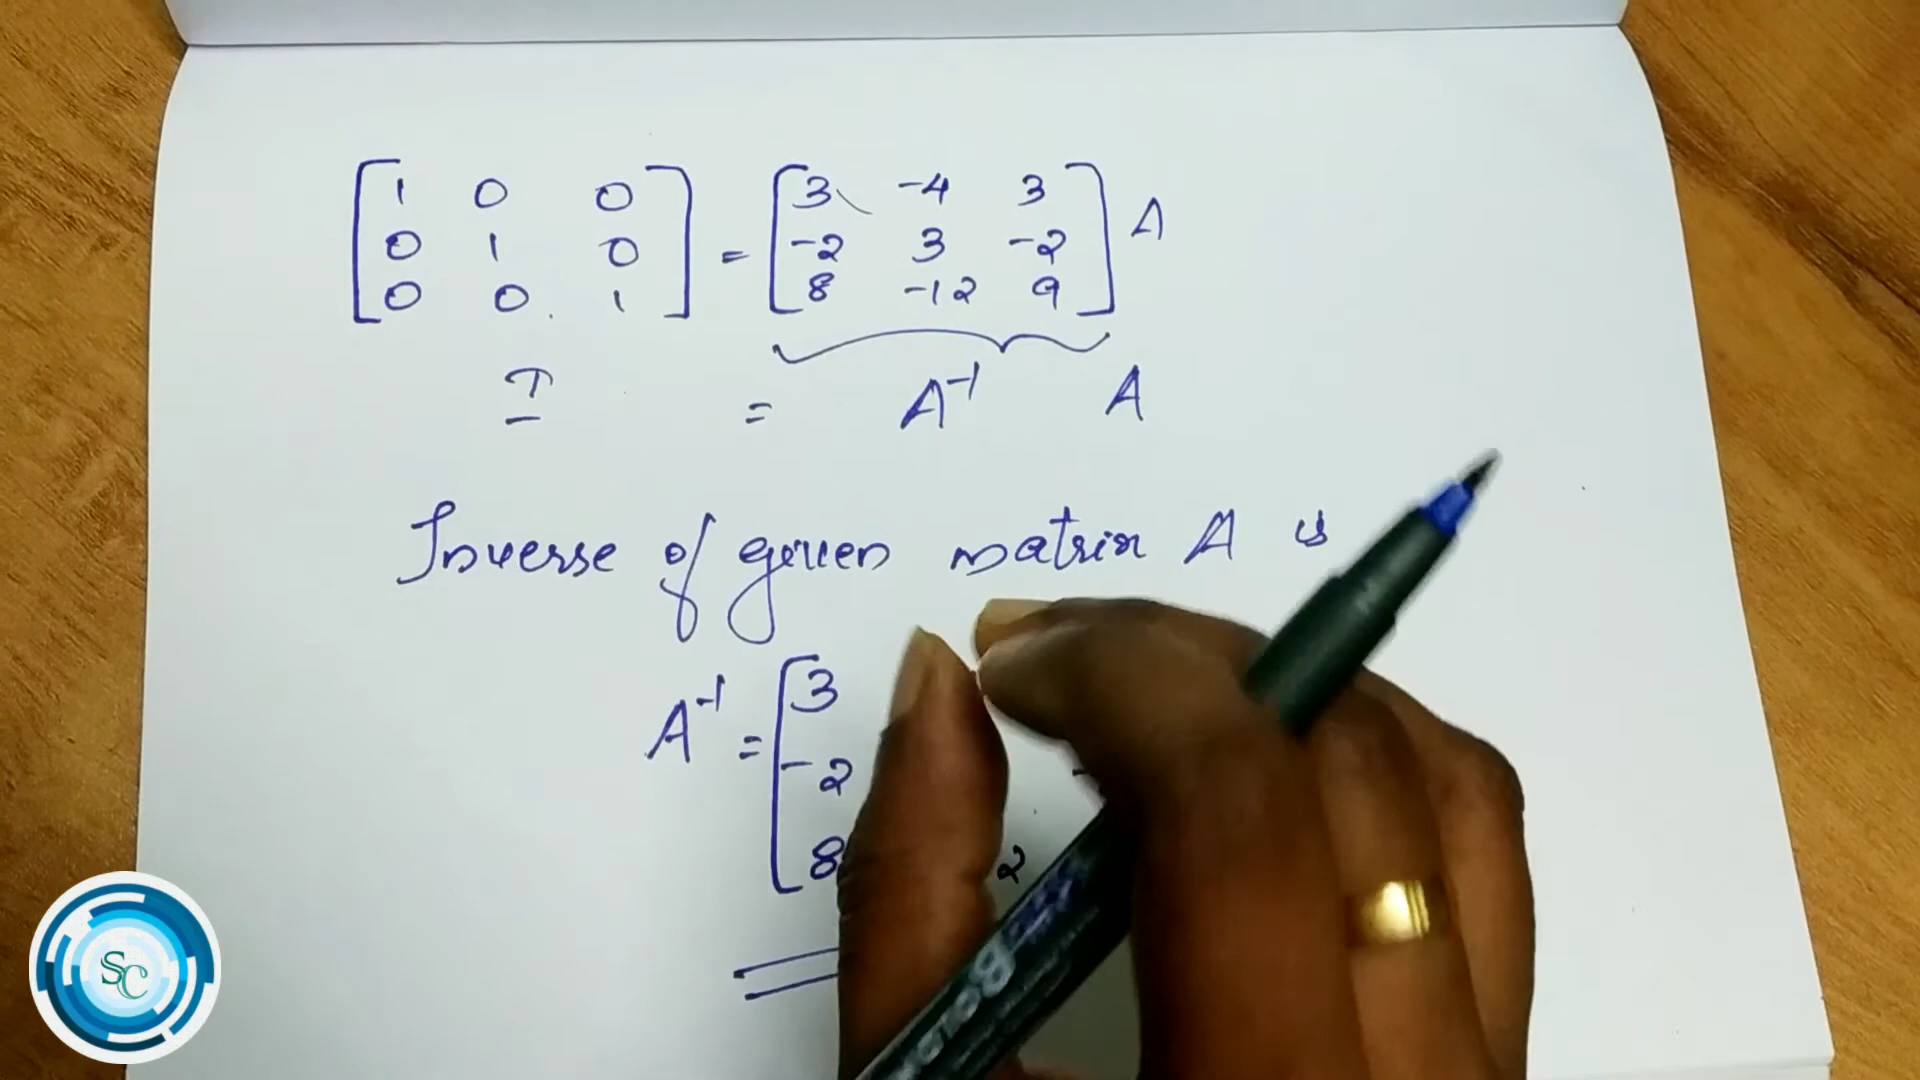 1 0 0
0 1 0 = 3 -4 3 A
0 0 1 -2 3 -2
8 -12 9
I = A⁻¹ A
Inverse of given matrix A is
A⁻¹ = 3
-2
8 2
SC